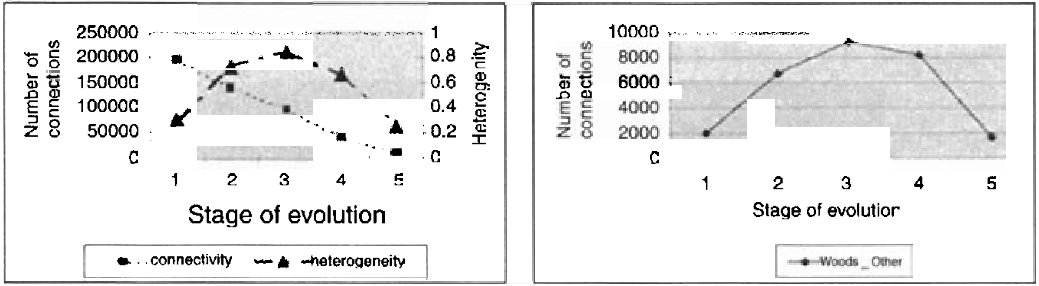 250000
200000
150000
100000
50000
0
Number of
connections
1
0.8
0.6
0.4
0.2
0
Heterogenity
1 2 3 4 5
Stage of evolution
connectivity heterogeneity
10000
8000
6000
4000
2000
0
Number of
connections
1 2 3 4 5
Stage of evolution
Woods _ Other